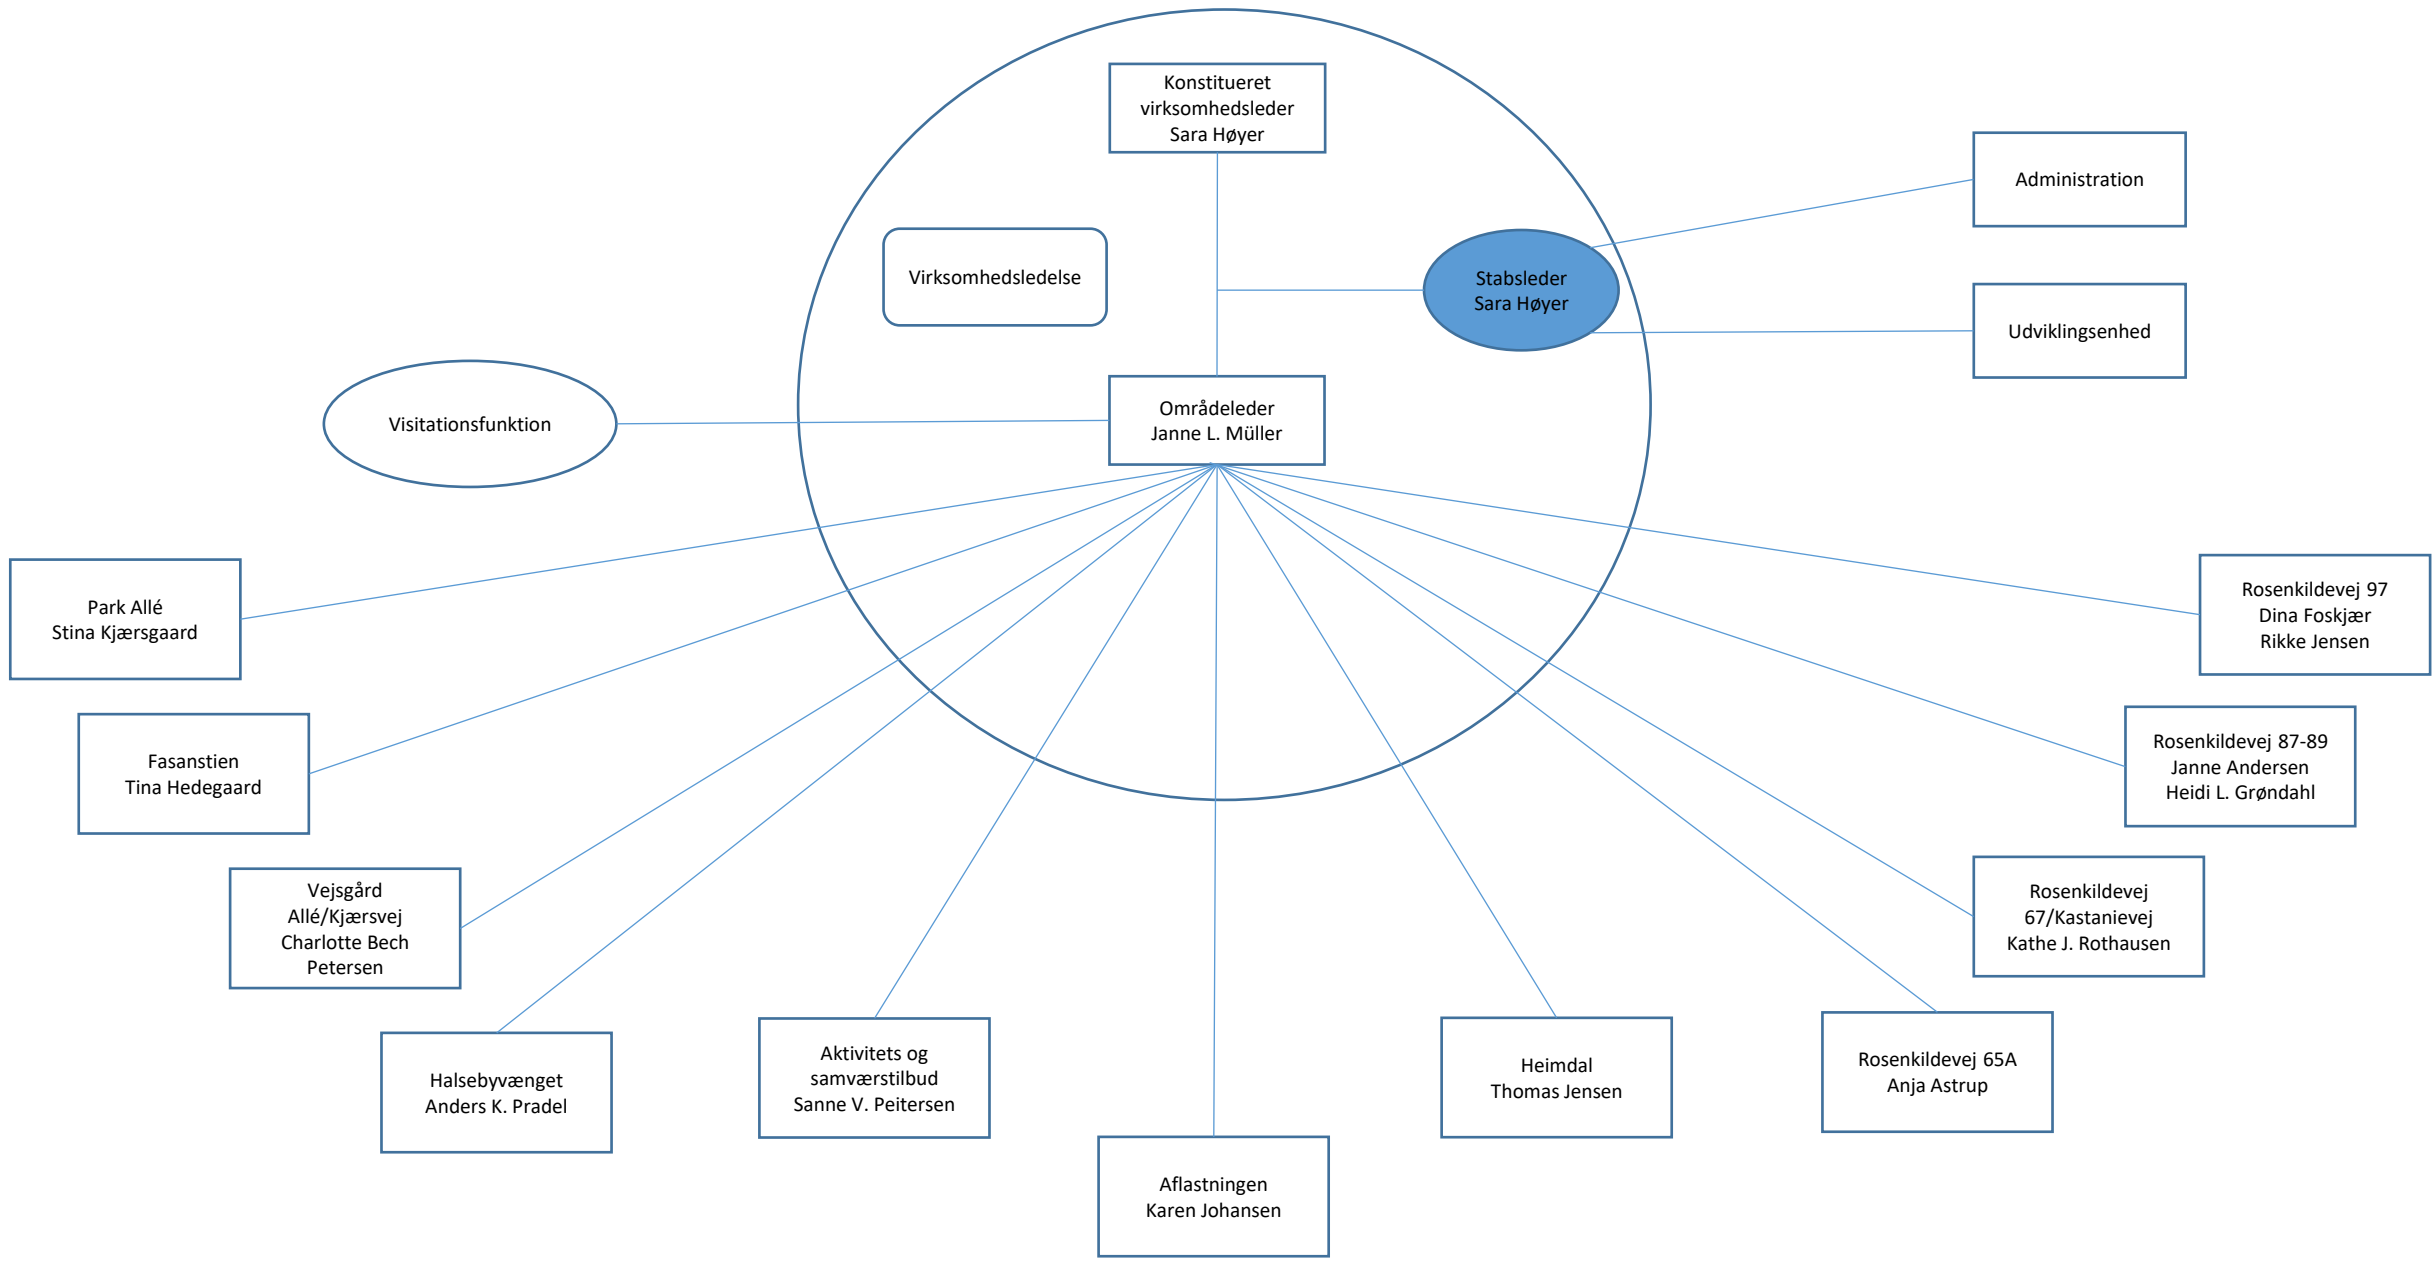 Konstitueret
virksomhedsleder
Sara Høyer
Administration
Virksomhedsledelse
Stabsleder
Sara Høyer
Udviklingsenhed
Visitationsfunktion
Områdeleder
Janne L. Müller
Park Allé
Stina Kjærsgaard
Rosenkildevej 97
Dina Foskjær
Rikke Jensen
Fasanstien
Tina Hedegaard
Rosenkildevej 87-89
Janne Andersen
Heidi L. Grøndahl
Vejsgård
Allé/Kjærsvej
Charlotte Bech
Petersen
Rosenkildevej
67/Kastanievej
Kathe J. Rothausen
Halsebyvænget
Anders K. Pradel
Aktivitets og
samværstilbud
Sanne V. Peitersen
Heimdal
Thomas Jensen
Rosenkildevej 65A
Anja Astrup
Aflastningen
Karen Johansen